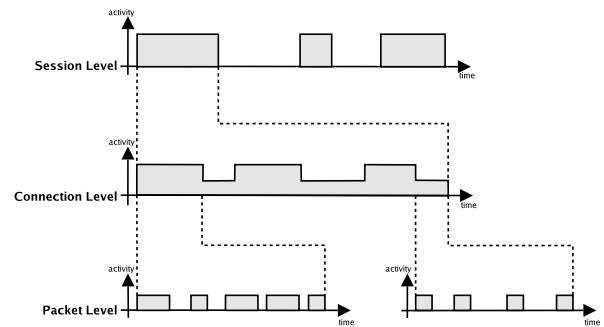 activity
Session Level
time
activity
Connection Level
time
activity
activity
Packet Level
time
time